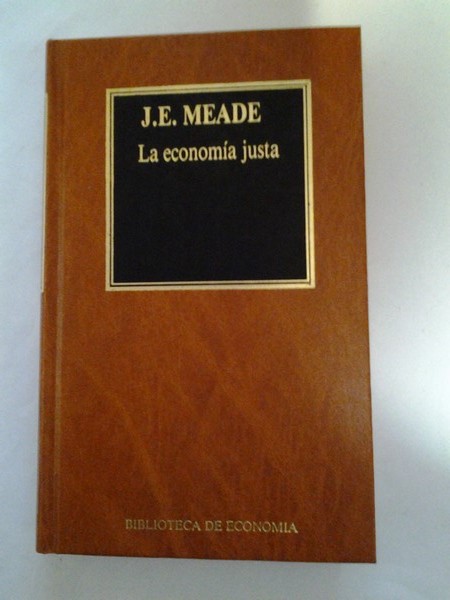 J.E. MEADE
La economía justa
BIBLIOTECA DE ECONOMIA